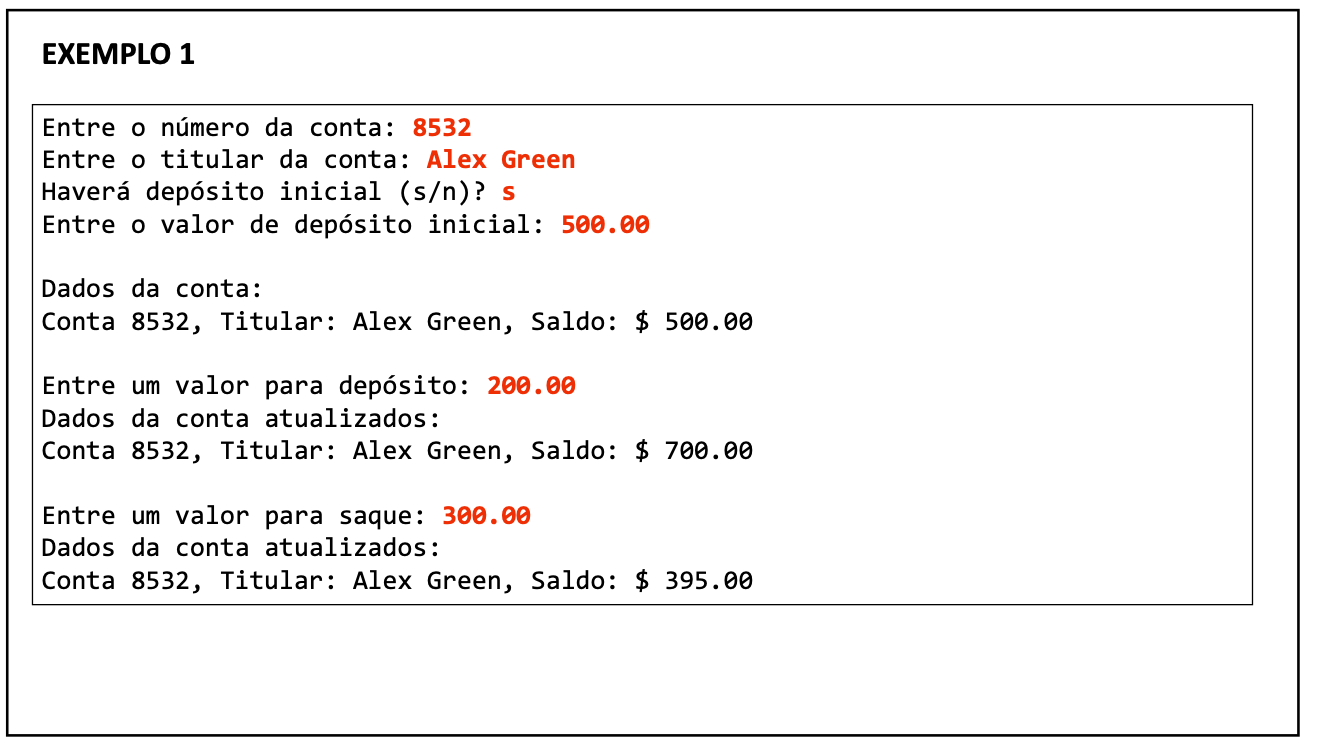 EXEMPLO 1
Entre o número da conta: 8532
Entre o titular da conta: Alex Green
Haverá depósito inicial (s/n)? s
Entre o valor de depósito inicial: 500.00
Dados da conta:
Conta 8532, Titular: Alex Green, Saldo: $ 500.00
Entre um valor para depósito: 200.00
Dados da conta atualizados:
Conta 8532, Titular: Alex Green, Saldo: $ 700.00
Entre um valor para saque: 300.00
Dados da conta atualizados:
Conta 8532, Titular: Alex Green, Saldo: $ 395.00